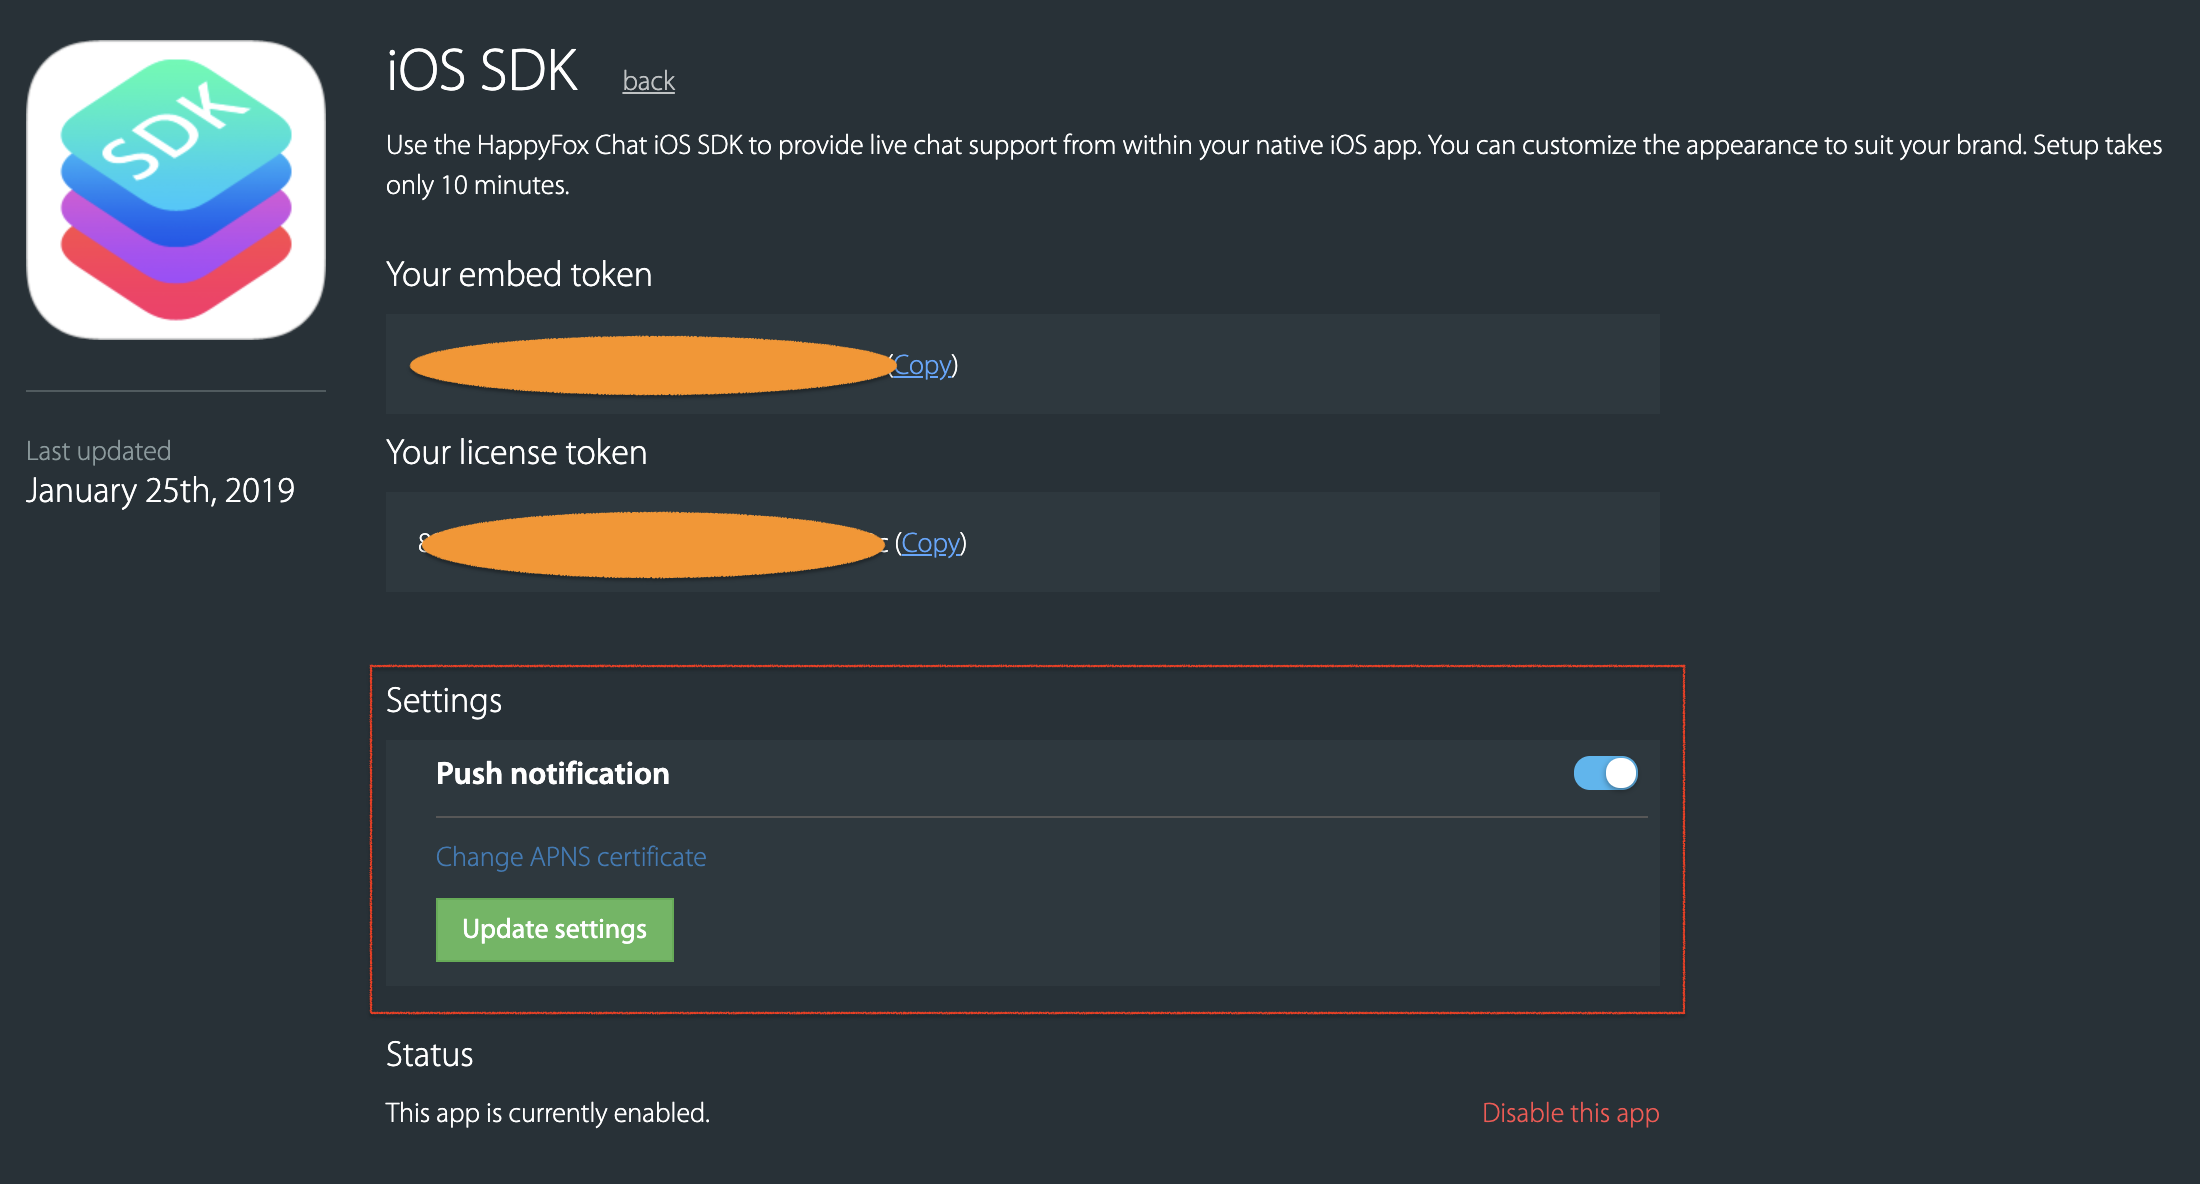 SDK
iOS SDK back
Use the HappyFox Chat iOS SDK to provide live chat support from within your native iOS app. You can customize the appearance to suit your brand. Setup takes
only 10 minutes.
Your embed token
(Copy)
Your license token
8 c (Copy)
Last updated
January 25th, 2019
Settings
Push notification
Change APNS certificate
Update settings
Status
This app is currently enabled.
Disable this app